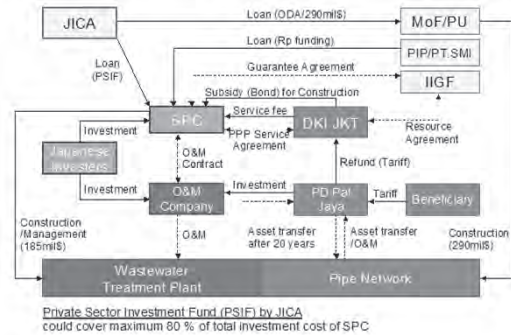 Loan (ODA/290mil$)
JICA
MoF/PU
Loan (Rp funding)
PIP/PT.SMI
Loan
(PSIF)
Guarantee Agreement
IIGF
Subsidy (Bond) for Construction
SPC
Service fee
DKI JKT
Investment
PPP Service
Agreement
Resource
Agreement
Japanese
Investors
O&M
Contract
Refund (Tariff)
Investment
O&M
Company
Investment
PD Pal
Jaya
Tariff
Beneficiary
Construction
/Management
(185mil$)
O&M
Asset transfer
after 20 years
Asset transfer
/O&M
Construction
(290mil$)
Wastewater
Treatment Plant
Pipe Network
Private Sector Investment Fund (PSIF) by JICA
could cover maximum 80 % of total investment cost of SPC